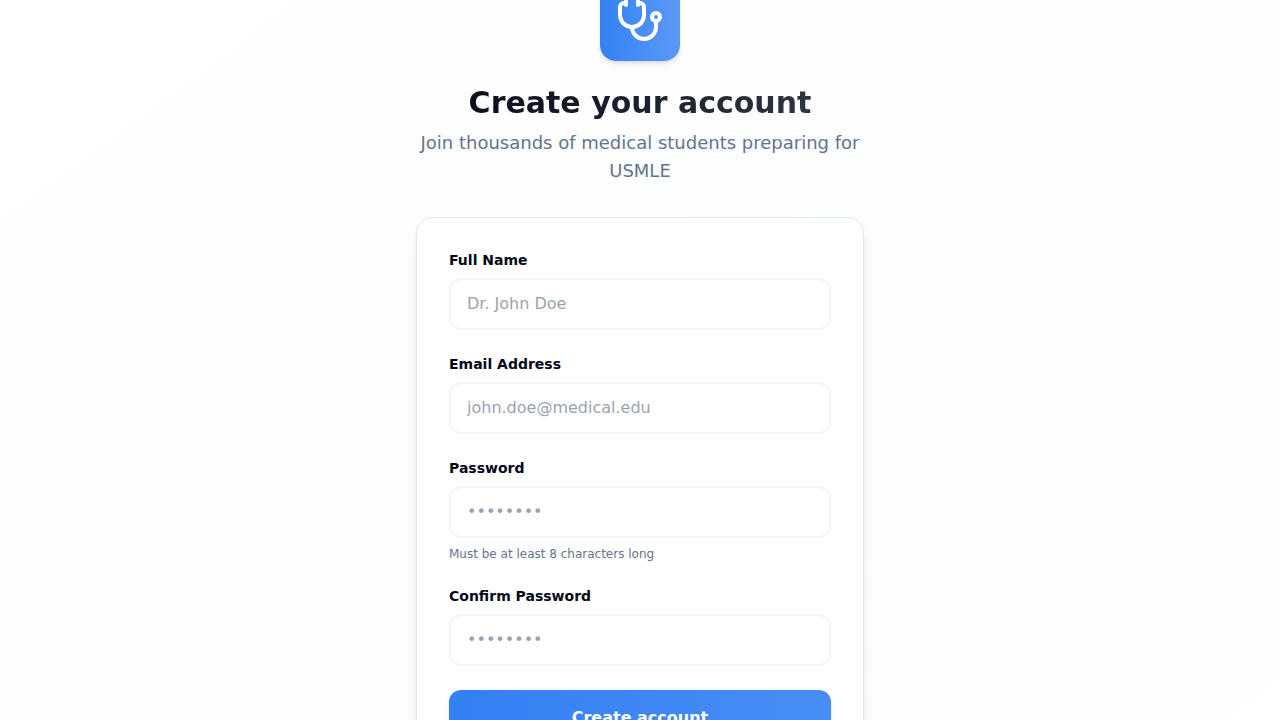 Create your account
Join thousands of medical students preparing for
USMLE
Full Name
Dr. John Doe
Email Address
john.doe@medical.edu
Password
••••••••
Must be at least 8 characters long
Confirm Password
••••••••
Create account